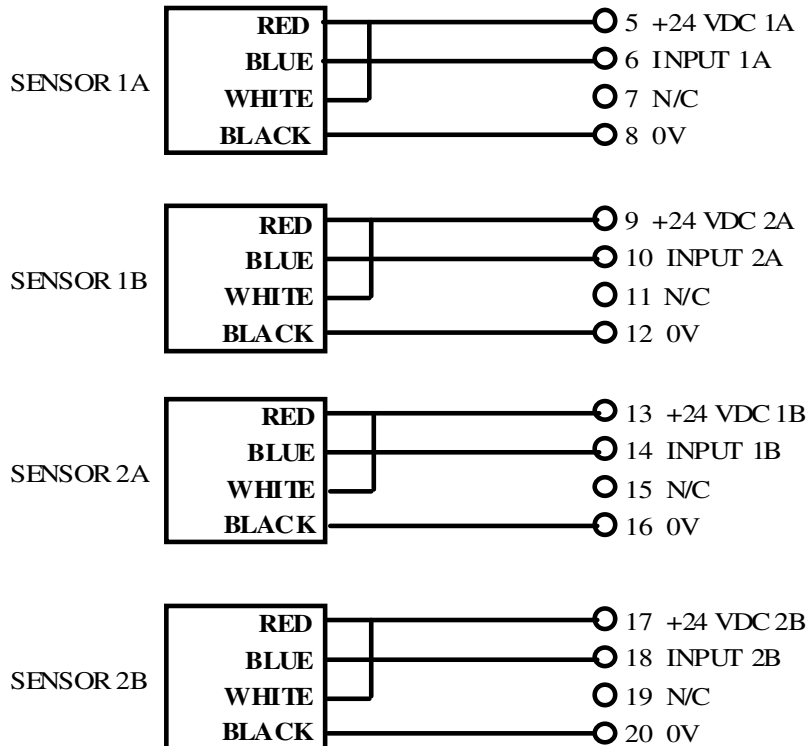 RED 5 +24 VDC 1A
BLUE 6 INPUT 1A
SENSOR 1A
WHITE 7 N/C
BLACK 8 0V
RED 9 +24 VDC 2A
BLUE 10 INPUT 2A
SENSOR 1B
WHITE 11 N/C
BLACK 12 0V
RED 13 +24 VDC 1B
BLUE 14 INPUT 1B
SENSOR 2A
WHITE 15 N/C
BLACK 16 0V
RED 17 +24 VDC 2B
BLUE 18 INPUT 2B
SENSOR 2B
WHITE 19 N/C
BLACK 20 0V